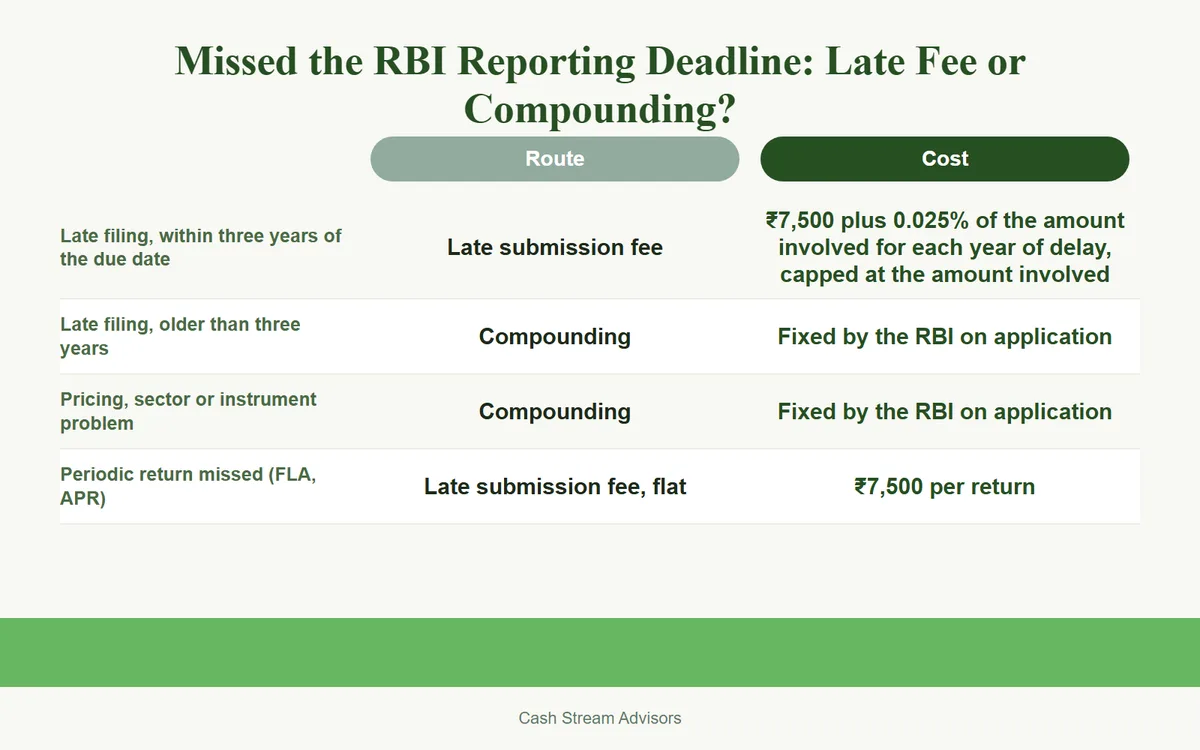 Missed the RBI Reporting Deadline: Late Fee or
Compounding?
Route
Cost
Late filing, within three years of
the due date
Late submission fee
₹7,500 plus 0.025% of the amount
involved for each year of delay,
capped at the amount involved
Late filing, older than three
years
Compounding
Fixed by the RBI on application
Pricing, sector or instrument
problem
Compounding
Fixed by the RBI on application
Periodic return missed (FLA,
APR)
Late submission fee, flat
₹7,500 per return
Cash Stream Advisors